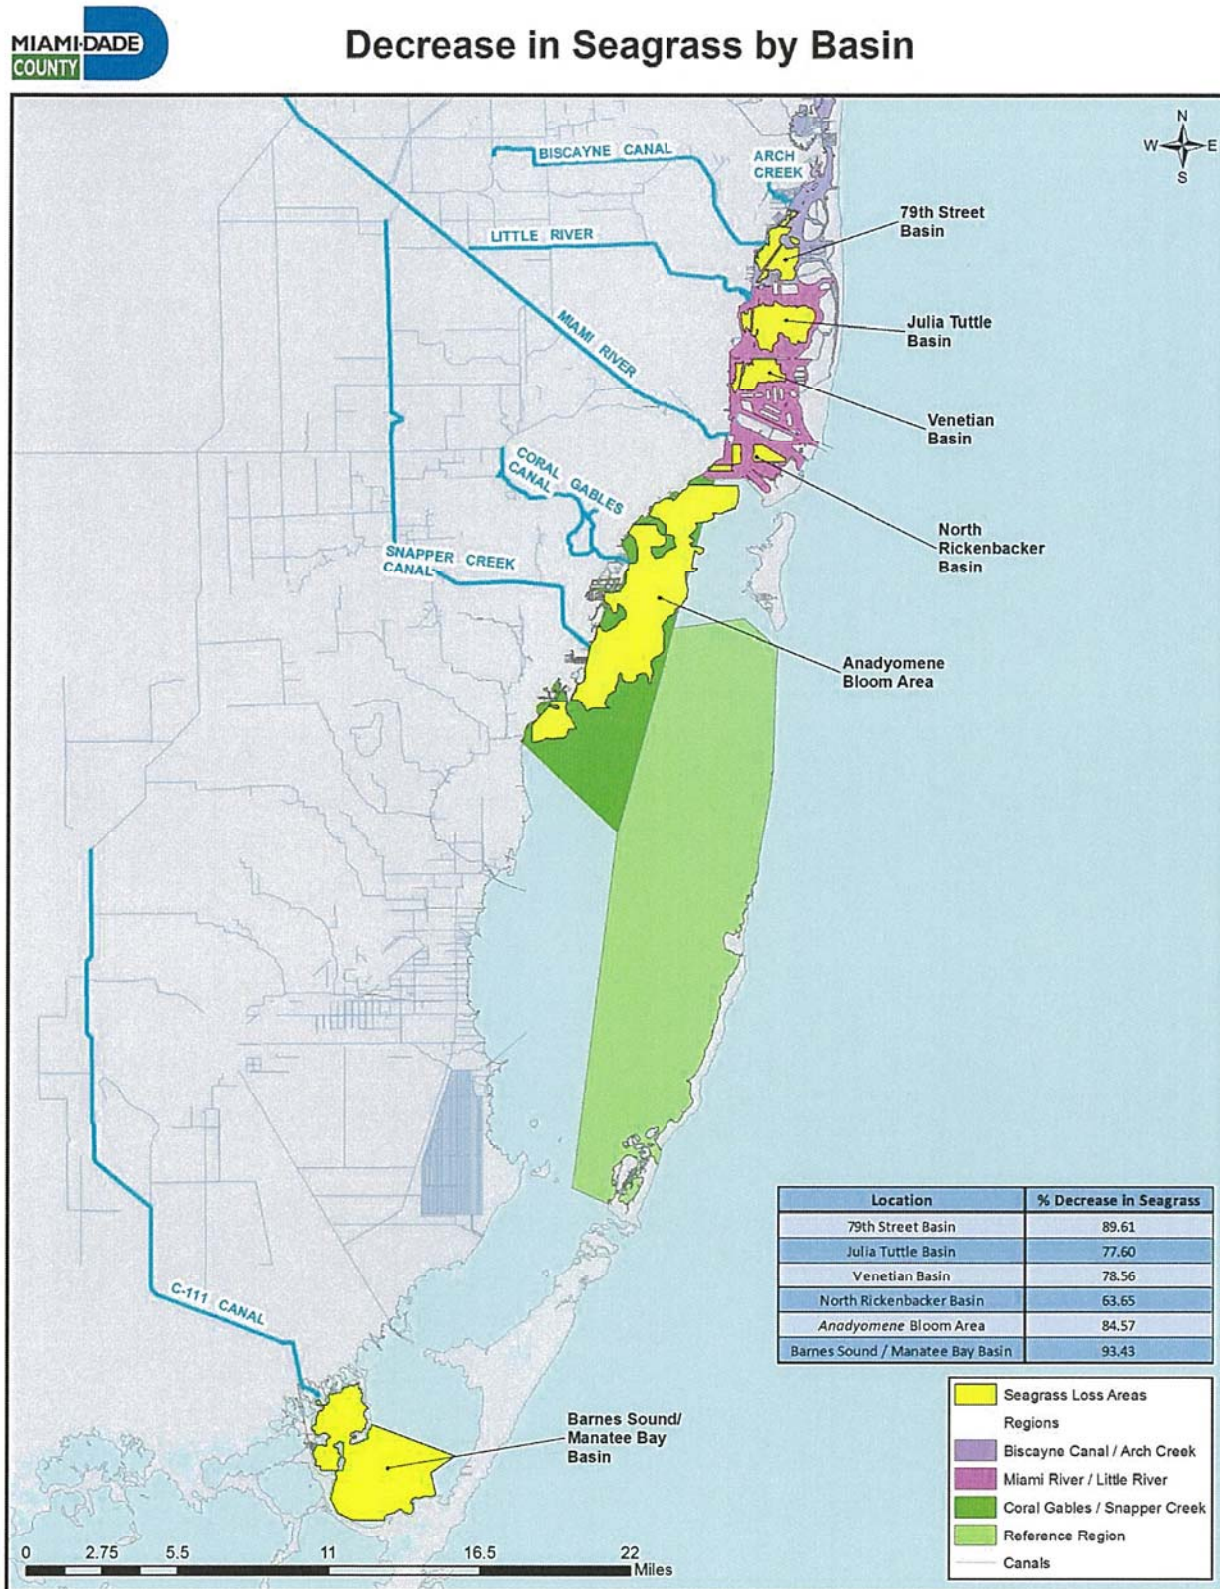 MIAMI-DADE
COUNTY
Decrease in Seagrass by Basin
N
W E
S
BISCAYNE CANAL
ARCH
CREEK
79th Street
Basin
LITTLE RIVER
MIAMI RIVER
Julia Tuttle
Basin
Venetian
Basin
CORAL GABLES
CANAL
North
Rickenbacker
Basin
SNAPPER CREEK
CANAL
Anadyomene
Bloom Area
Location % Decrease in Seagrass
79th Street Basin 89.61
Julia Tuttle Basin 77.60
Venetian Basin 78.56
North Rickenbacker Basin 63.65
Anadyomene Bloom Area 84.57
Barnes Sound / Manatee Bay Basin 93.43
C-111 CANAL
Barnes Sound/
Manatee Bay
Basin
Seagrass Loss Areas
Regions
Biscayne Canal / Arch Creek
Miami River / Little River
Coral Gables / Snapper Creek
Reference Region
Canals
0 2.75 5.5 11 16.5 22
Miles